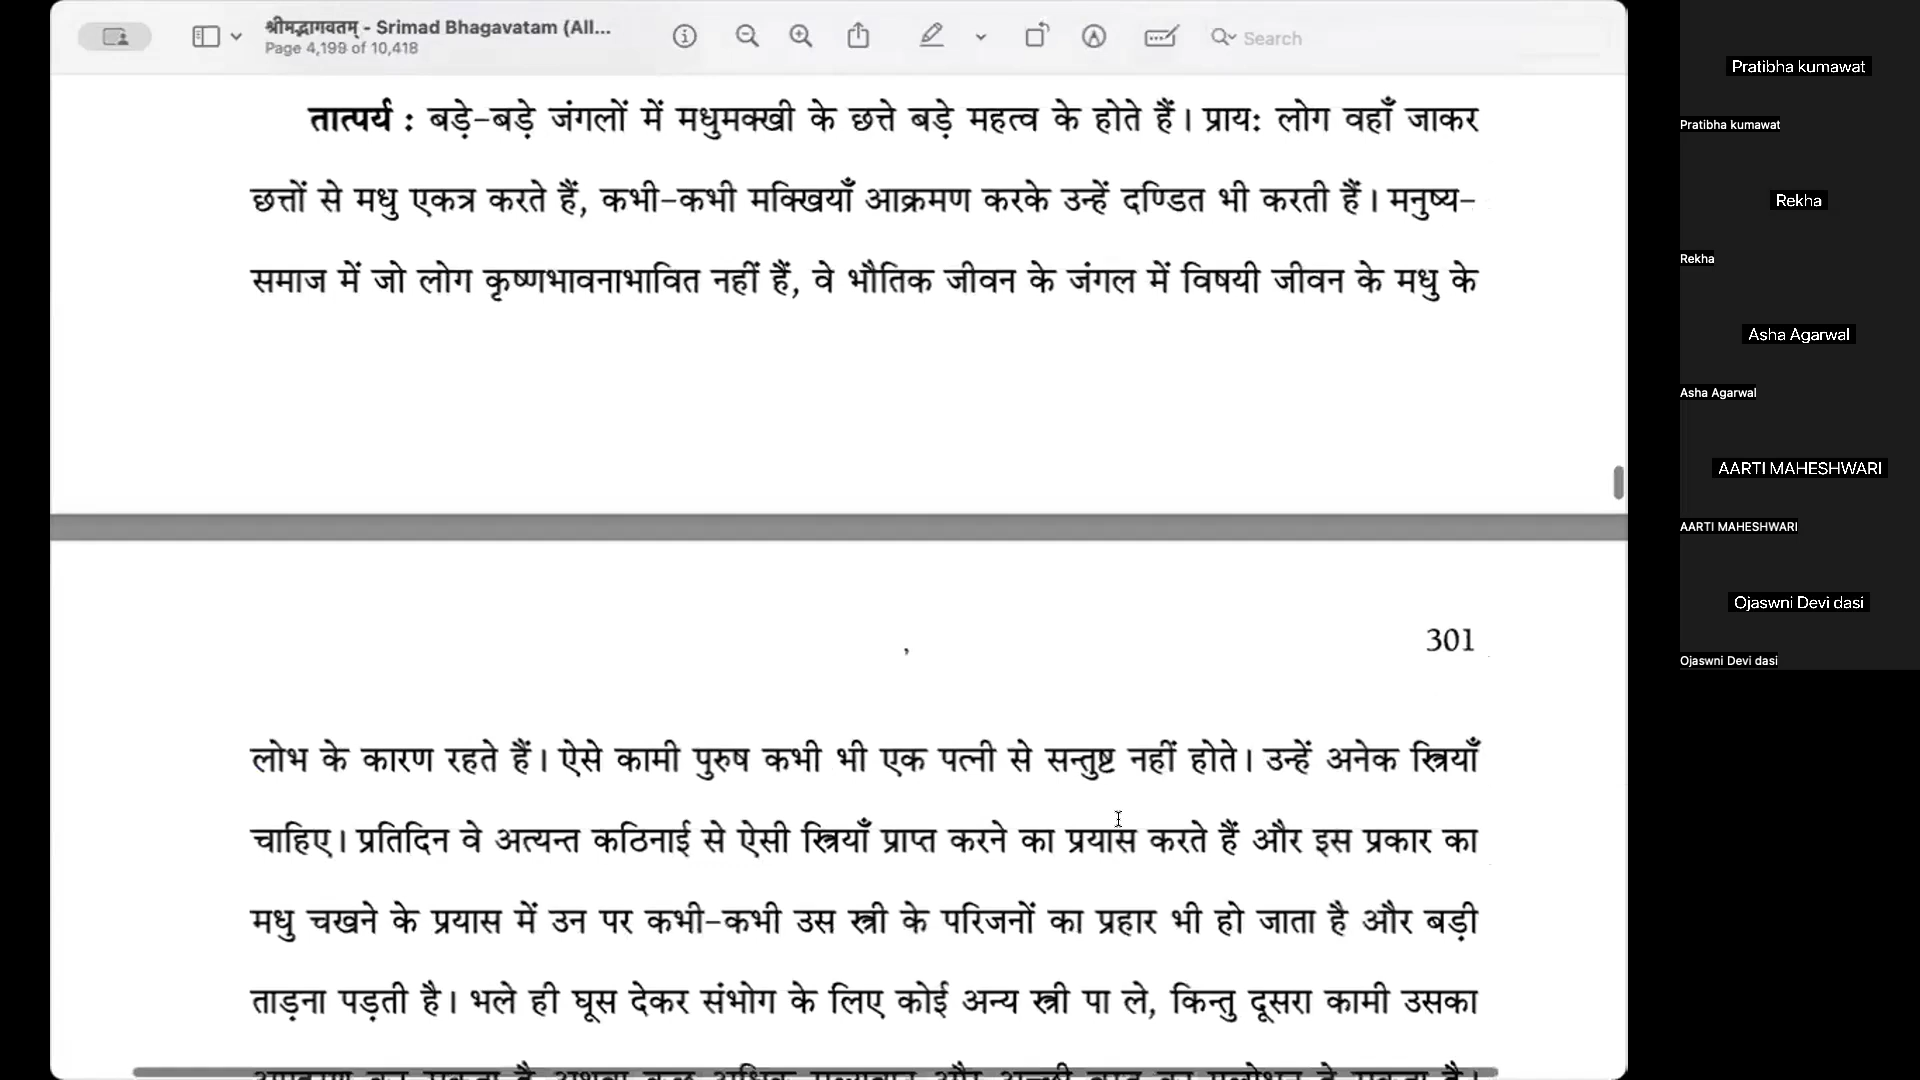 श्रीमद्भागवतम् - Srimad Bhagavatam (All...
Page 4,199 of 10,418
Search
तात्पर्य : बड़े-बड़े जंगलों में मधुमक्खी के छत्ते बड़े महत्व के होते हैं। प्राय: लोग वहाँ जाकर
छत्तों से मधु एकत्र करते हैं, कभी-कभी मक्खियाँ आक्रमण करके उन्हें दण्डित भी करती हैं। मनुष्य-
समाज में जो लोग कृष्णभावनाभावित नहीं हैं, वे भौतिक जीवन के जंगल में विषयी जीवन के मधु के
301
लोभ के कारण रहते हैं। ऐसे कामी पुरुष कभी भी एक पत्नी से सन्तुष्ट नहीं होते। उन्हें अनेक स्त्रियाँ
चाहिए। प्रतिदिन वे अत्यन्त कठिनाई से ऐसी स्त्रियाँ प्राप्त करने का प्रयास करते हैं और इस प्रकार का
मधु चखने के प्रयास में उन पर कभी-कभी उस स्त्री के परिजनों का प्रहार भी हो जाता है और बड़ी
ताड़ना पड़ती है। भले ही घूस देकर संभोग के लिए कोई अन्य स्त्री पा ले, किन्तु दूसरा कामी उसका
Pratibha kumawat
Pratibha kumawat
Rekha
Rekha
Asha Agarwal
Asha Agarwal
AARTI MAHESHWARI
AARTI MAHESHWARI
Ojaswni Devi dasi
Ojaswni Devi dasi